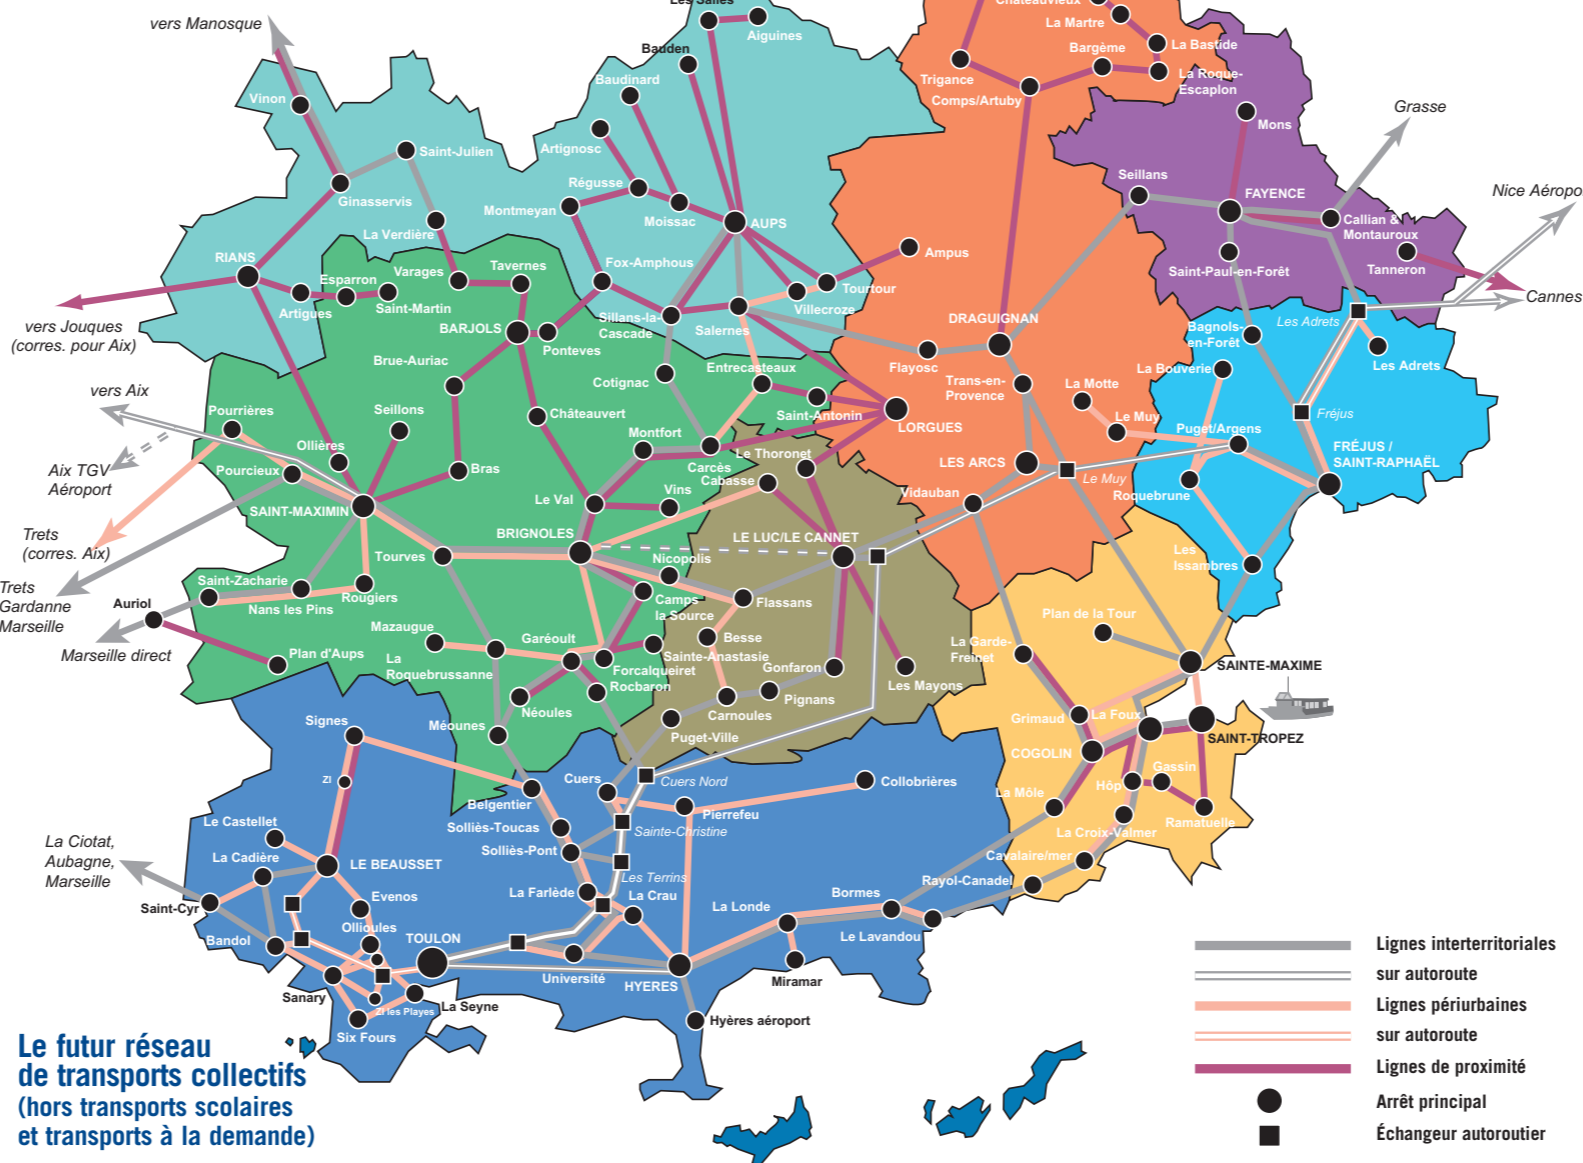 vers Manosque
Les Salles
Aiguines
Bauden
Baudinard
Vinon
Saint-Julien
Artignosc
Régusse
Ginasservis
Montmeyan
Moissac
AUPS
La Verdière
RIANS
Esparron
Varages
Tavernes
Fox-Amphous
Ampus
Tourtour
Artigues
Saint-Martin
BARJOLS
Ponteves
Sillans-la-
Cascade
Salernes
Villecroze
vers Jouques
(corres. pour Aix)
Brue-Auriac
Cotignac
Entrecasteaux
Flayosc
DRAGUIGNAN
Châteauvieux
La Martre
La Bastide
Bargème
Trigance
Comps/Artuby
La Roque-
Escaplon
Mons
Grasse
Seillans
FAYENCE
Callian &
Montauroux
Nice Aéropo
Saint-Paul-en-Forêt
Tanneron
Cannes
Les Adrets
Bagnols-
en-Forêt
Les Adrets
La Bouverie
Fréjus
Trans-en-
Provence
La Motte
Le Muy
Puget/Argens
FRÉJUS /
SAINT-RAPHAËL
Roquebrune
Les
Issambres
vers Aix
Pourrières
Seillons
Châteauvert
Saint-Antonin
LORGUES
Ollières
Montfort
Aix TGV
Aéroport
Pourcieux
Bras
Carcès
Le Thoronet
LES ARCS
Le Muy
Cabasse
Vidauban
SAINT-MAXIMIN
Le Val
Vins
Trets
(corres. Aix)
BRIGNOLES
LE LUC/LE CANNET
Tourves
Nicopolis
Trets
Gardanne
Marseille
Saint-Zacharie
Nans les Pins
Rougiers
Camps
la Source
Flassans
Auriol
Marseille direct
Mazaugue
Garéoult
Besse
Plan d'Aups
La
Roquebrussanne
Forcalqueiret
Sainte-Anastasie
Gonfaron
Les Mayons
Rocbaron
Pignans
Néoules
Carnoules
Méounes
Puget-Ville
Plan de la Tour
La Garde-
Freinet
SAINTE-MAXIME
Grimaud
La Foux
SAINT-TROPEZ
COGOLIN
Gassin
Hôp
La Môle
Ramatuelle
La Croix-Valmer
Cavalaire/mer
Rayol-Canadel
Signes
ZI
Cuers
Cuers Nord
Collobrières
Belgentier
Pierrefeu
Le Castellet
Solliès-Toucas
Sainte-Christine
La Ciotat,
Aubagne,
Marseille
La Cadière
LE BEAUSSET
Solliès-Pont
Les Terrins
Evenos
La Farlède
La Crau
Saint-Cyr
Bormes
La Londe
Ollioules
Bandol
TOULON
Le Lavandou
Université
HYERES
Miramar
Sanary
ZI les Playes
La Seyne
Six Fours
Hyères aéroport
Le futur réseau
de transports collectifs
(hors transports scolaires
et transports à la demande)
Lignes interterritoriales
sur autoroute
Lignes périurbaines
sur autoroute
Lignes de proximité
Arrêt principal
Échangeur autoroutier